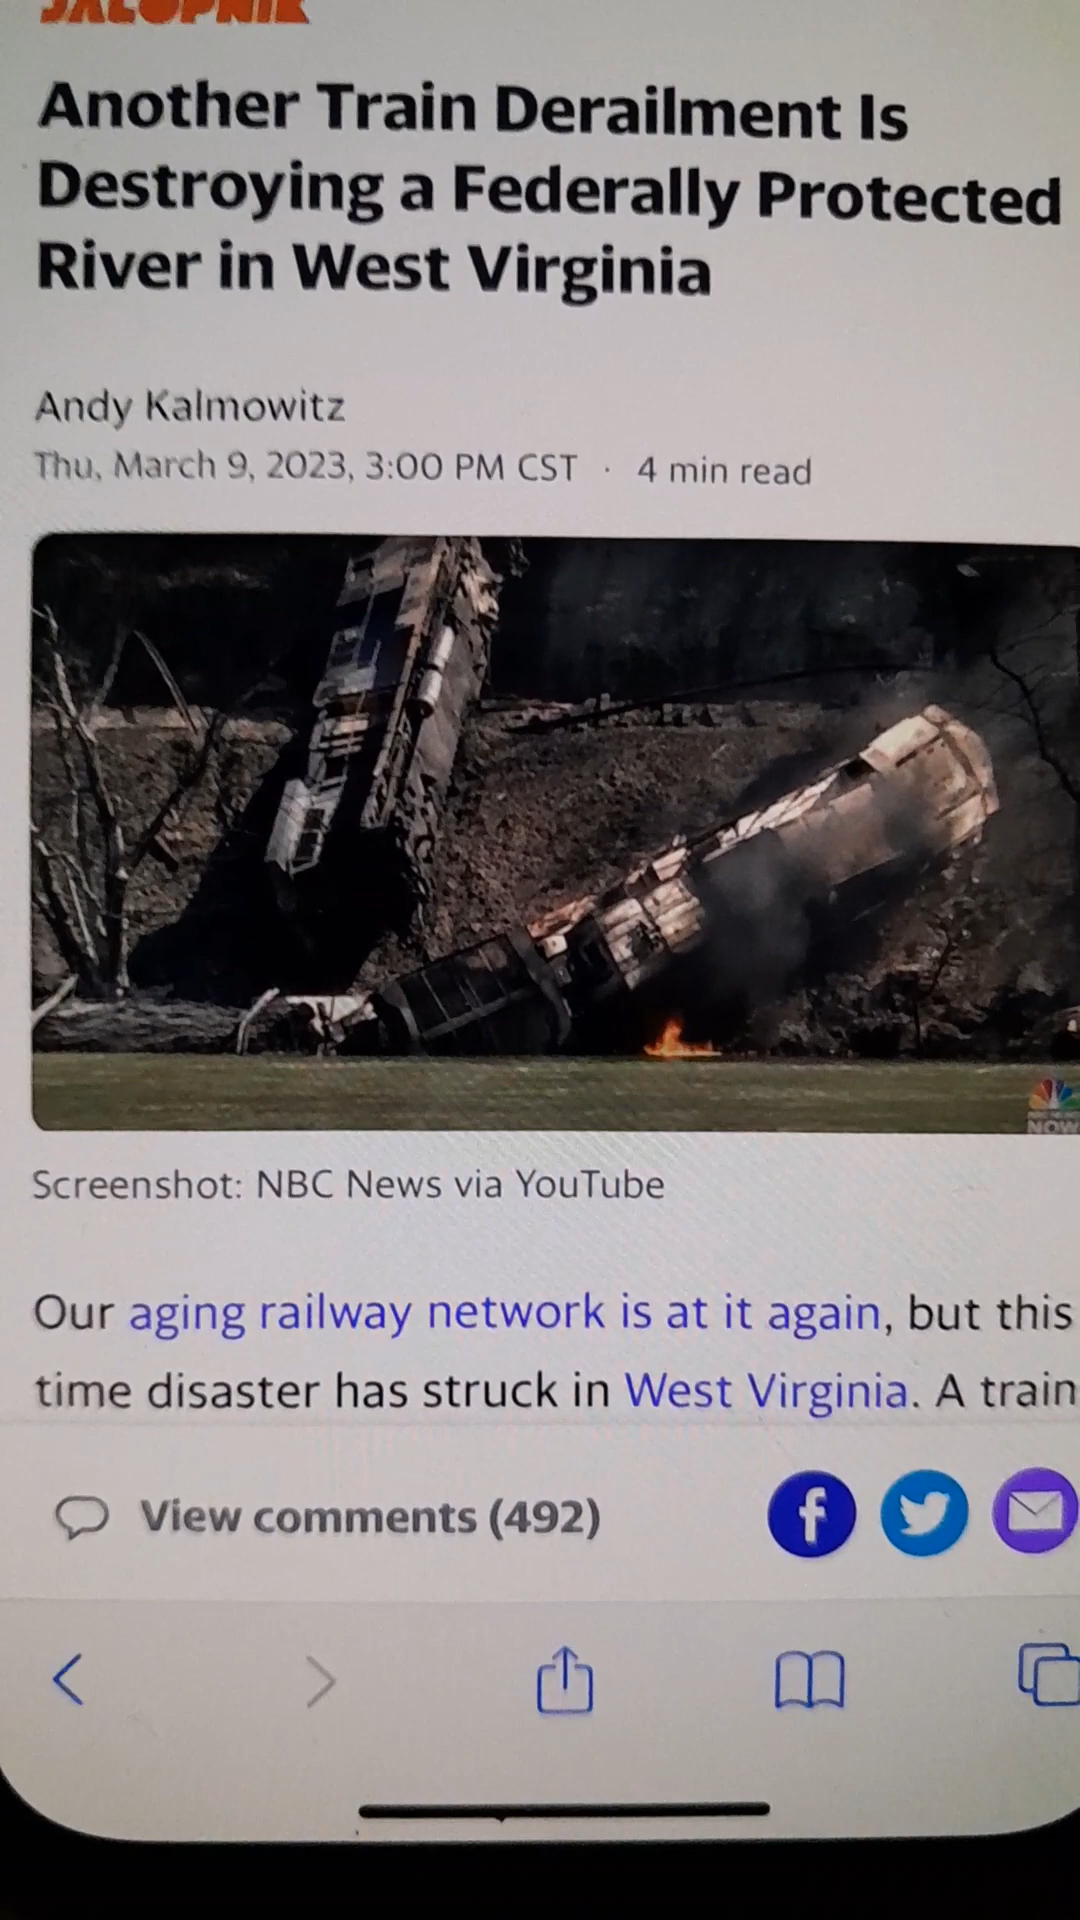 JALOPNIK
Another Train Derailment Is
Destroying a Federally Protected
River in West Virginia
Andy Kalmowitz
Thu, March 9, 2023, 3:00 PM CST · 4 min read
NOW
Screenshot: NBC News via YouTube
Our aging railway network is at it again, but this
time disaster has struck in West Virginia. A train
View comments (492)